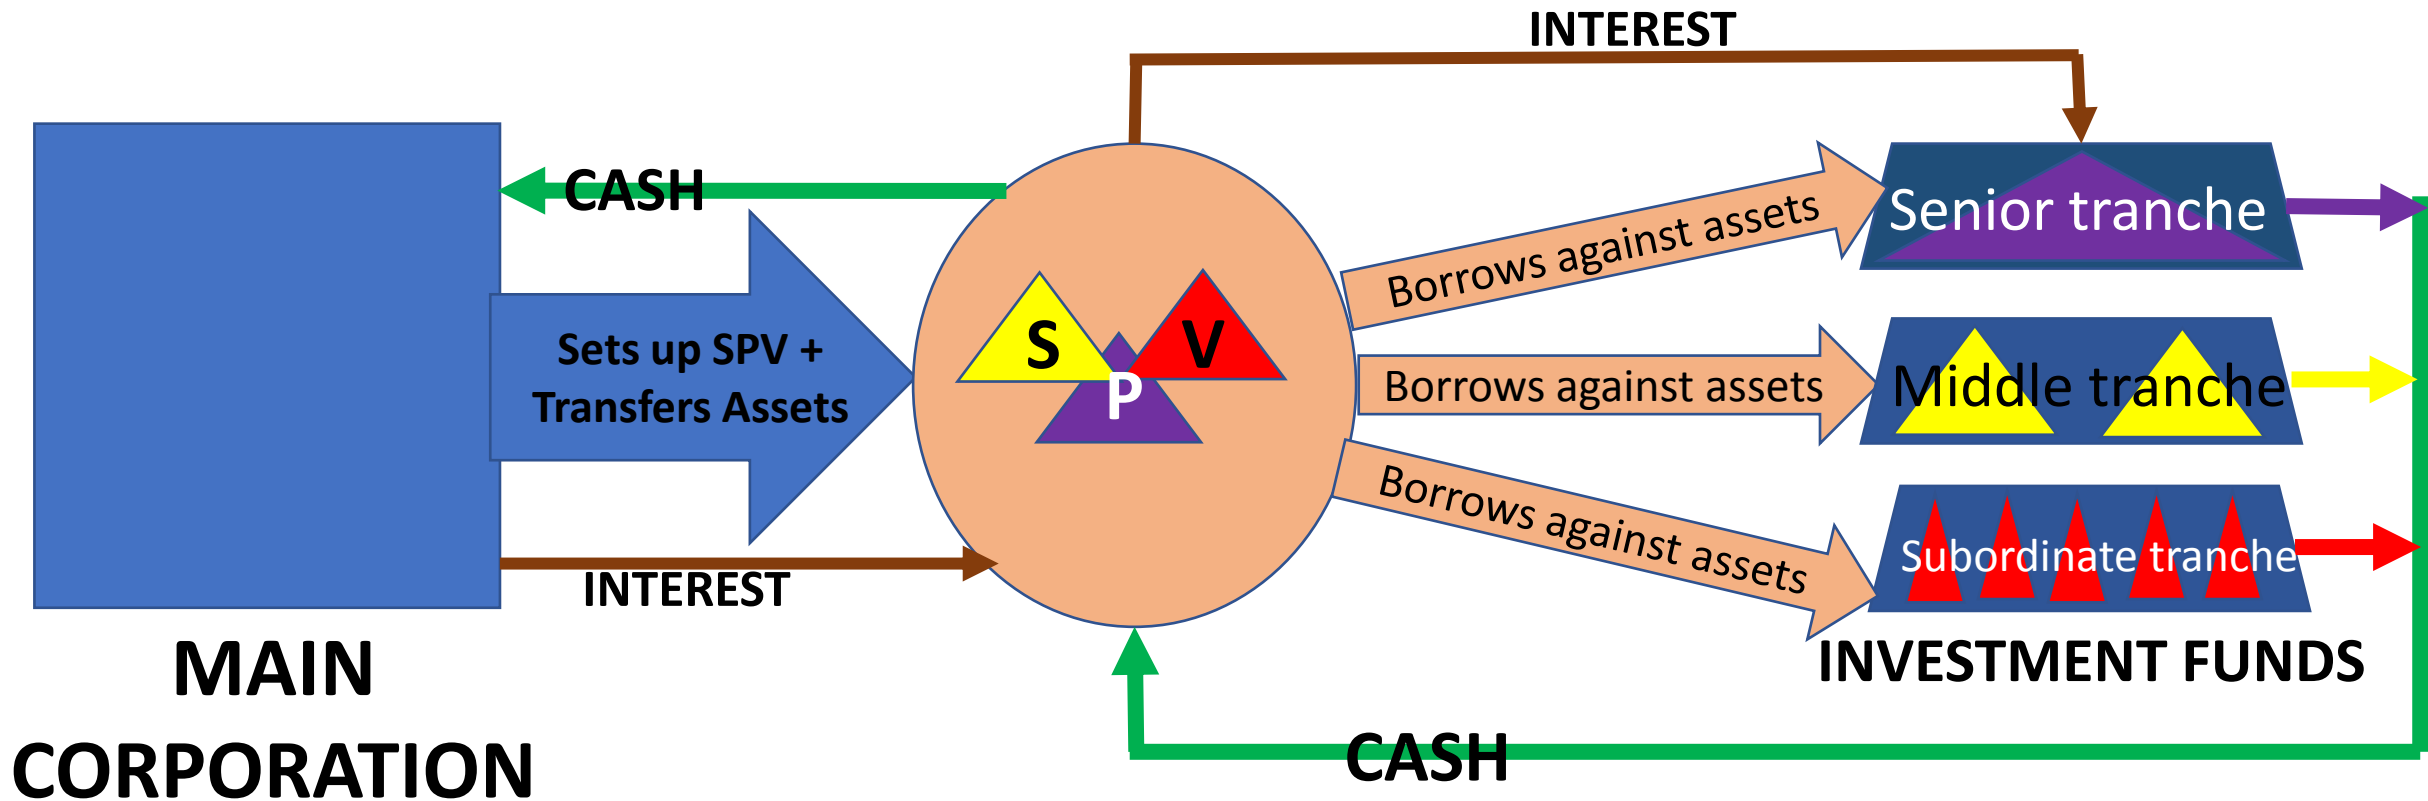 INTEREST
CASH
Sets up SPV +
Transfers Assets
INTEREST
MAIN
CORPORATION
S
P
V
Borrows against assets
Borrows against assets
Borrows against assets
Senior tranche
Middle tranche
Subordinate tranche
INVESTMENT FUNDS
CASH